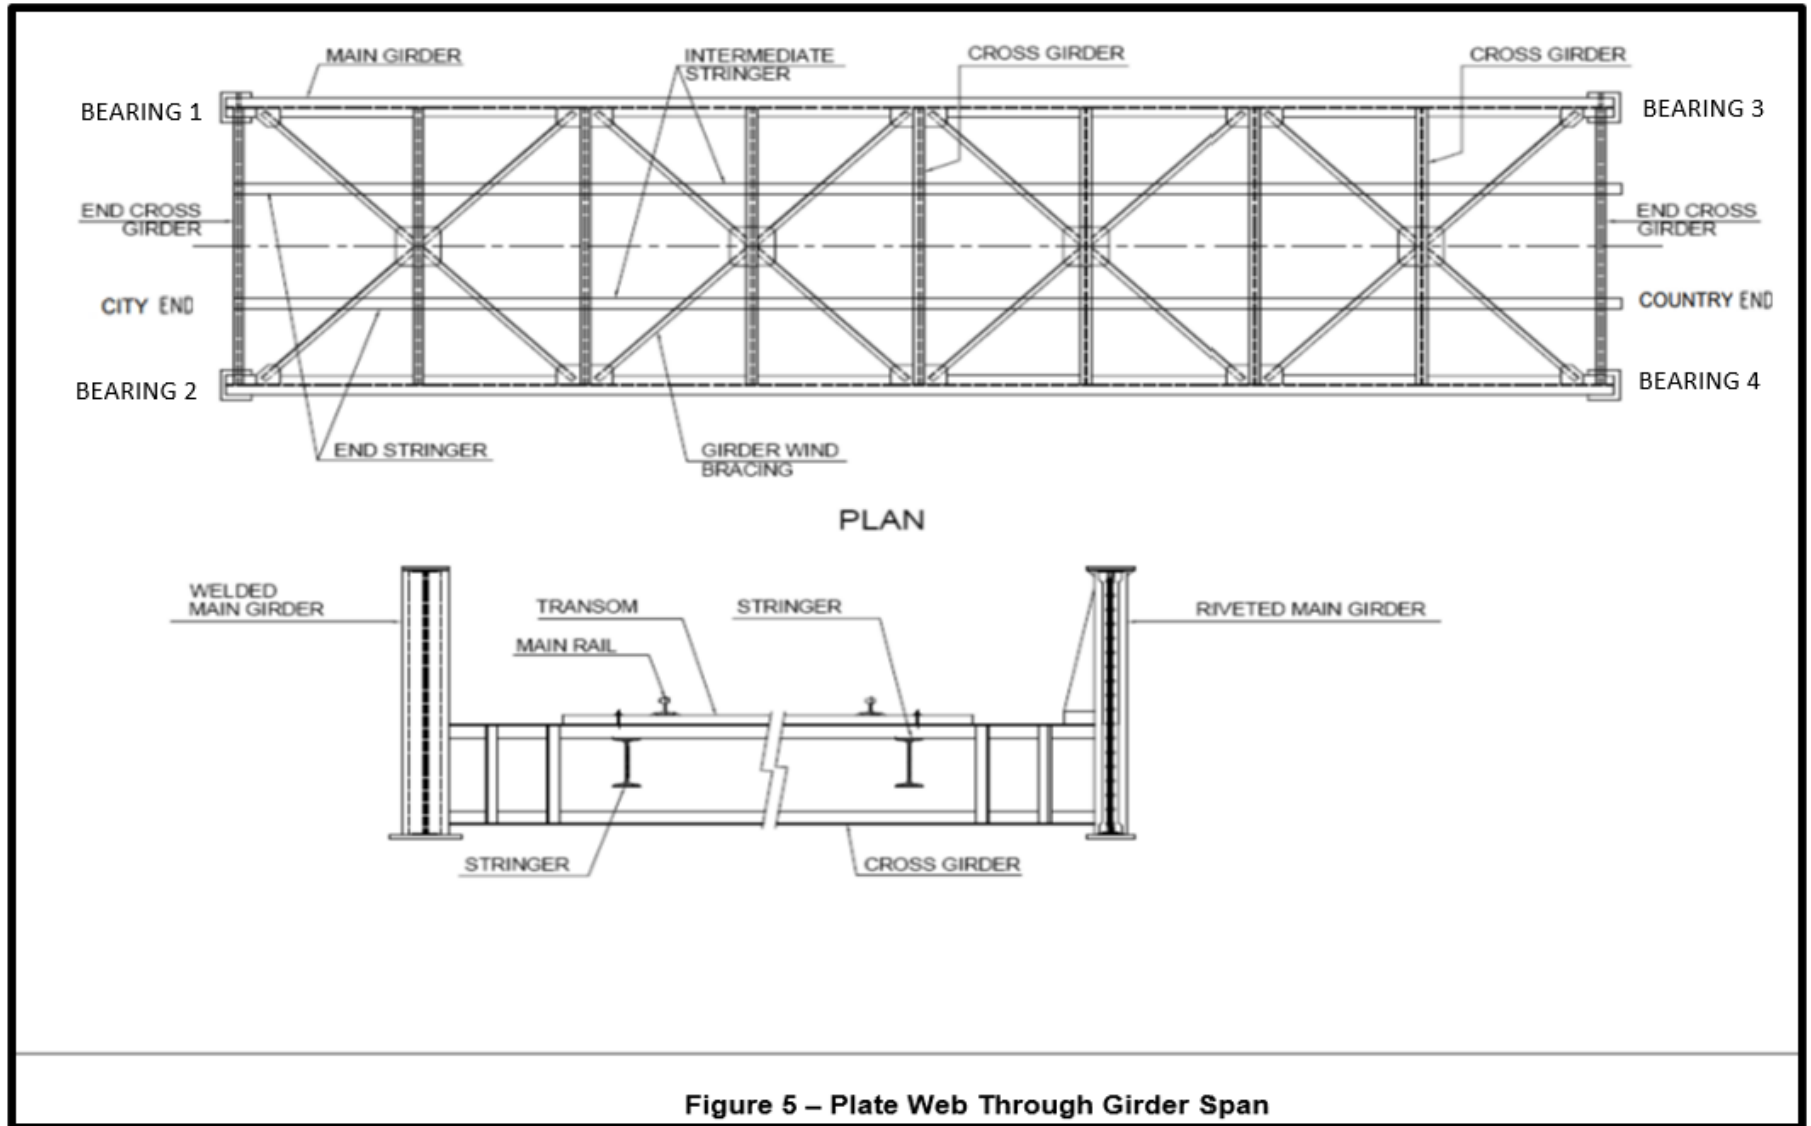 MAIN GIRDER
INTERMEDIATE
STRINGER
CROSS GIRDER
CROSS GIRDER
BEARING 1
BEARING 3
END CROSS
GIRDER
END CROSS
GIRDER
CITY END
COUNTRY END
BEARING 2
BEARING 4
END STRINGER
GIRDER WIND
BRACING
PLAN
WELDED
MAIN GIRDER
TRANSOM
STRINGER
RIVETED MAIN GIRDER
MAIN RAIL
STRINGER
CROSS GIRDER
Figure 5 – Plate Web Through Girder Span